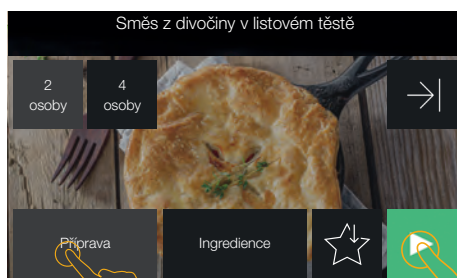 Směs z divočiny v listovém těstě
2
osoby
4
osoby
Příprava
Ingredience